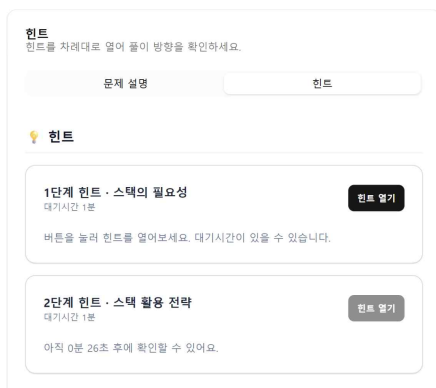 힌트
힌트를 차례대로 열어 풀이 방향을 확인하세요.
문제 설명
힌트
힌트
1단계 힌트 · 스택의 필요성
대기시간 1분
힌트 열기
버튼을 눌러 힌트를 열어보세요. 대기시간이 있을 수 있습니다.
2단계 힌트 · 스택 활용 전략
대기시간 1분
힌트 열기
아직 0분 26초 후에 확인할 수 있어요.